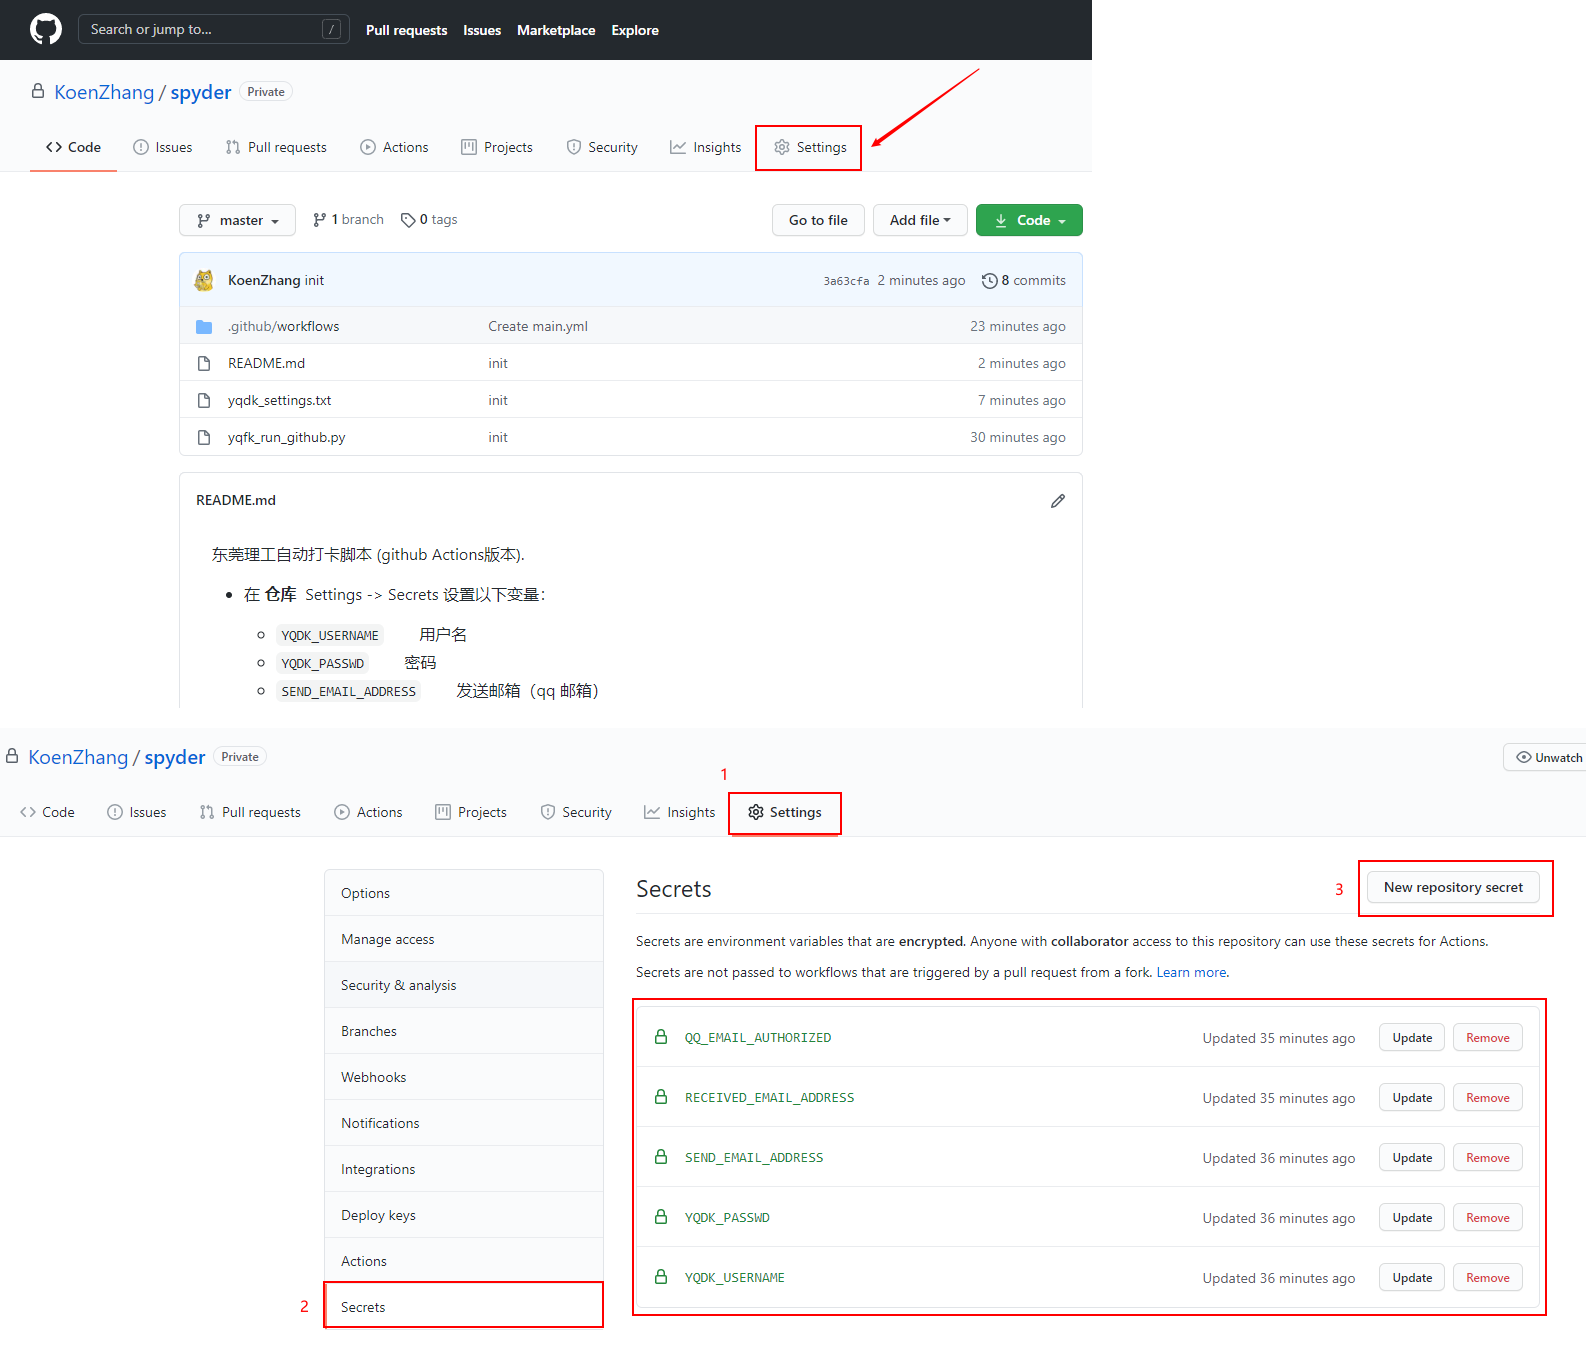 Search or jump to... / Pull requests Issues Marketplace Explore
KoenZhang / spyder Private
Code Issues Pull requests Actions Projects Security Insights Settings
master 1 branch 0 tags Go to file Add file Code
KoenZhang init 3a63cfa 2 minutes ago 8 commits
.github/workflows Create main.yml 23 minutes ago
README.md init 2 minutes ago
yqdk_settings.txt init 7 minutes ago
yqfk_run_github.py init 30 minutes ago
README.md
东莞理工自动打卡脚本 (github Actions版本).
在 仓库 Settings -> Secrets 设置以下变量：
YQDK_USERNAME 用户名
YQDK_PASSWD 密码
SEND_EMAIL_ADDRESS 发送邮箱（qq 邮箱）
KoenZhang / spyder Private Unwatch
1
Code Issues Pull requests Actions Projects Security Insights Settings
Options
Manage access
Security & analysis
Branches
Webhooks
Notifications
Integrations
Deploy keys
Actions
2 Secrets
Secrets 3 New repository secret
Secrets are environment variables that are encrypted. Anyone with collaborator access to this repository can use these secrets for Actions.
Secrets are not passed to workflows that are triggered by a pull request from a fork. Learn more.
QQ_EMAIL_AUTHORIZED Updated 35 minutes ago Update Remove
RECEIVED_EMAIL_ADDRESS Updated 35 minutes ago Update Remove
SEND_EMAIL_ADDRESS Updated 36 minutes ago Update Remove
YQDK_PASSWD Updated 36 minutes ago Update Remove
YQDK_USERNAME Updated 36 minutes ago Update Remove